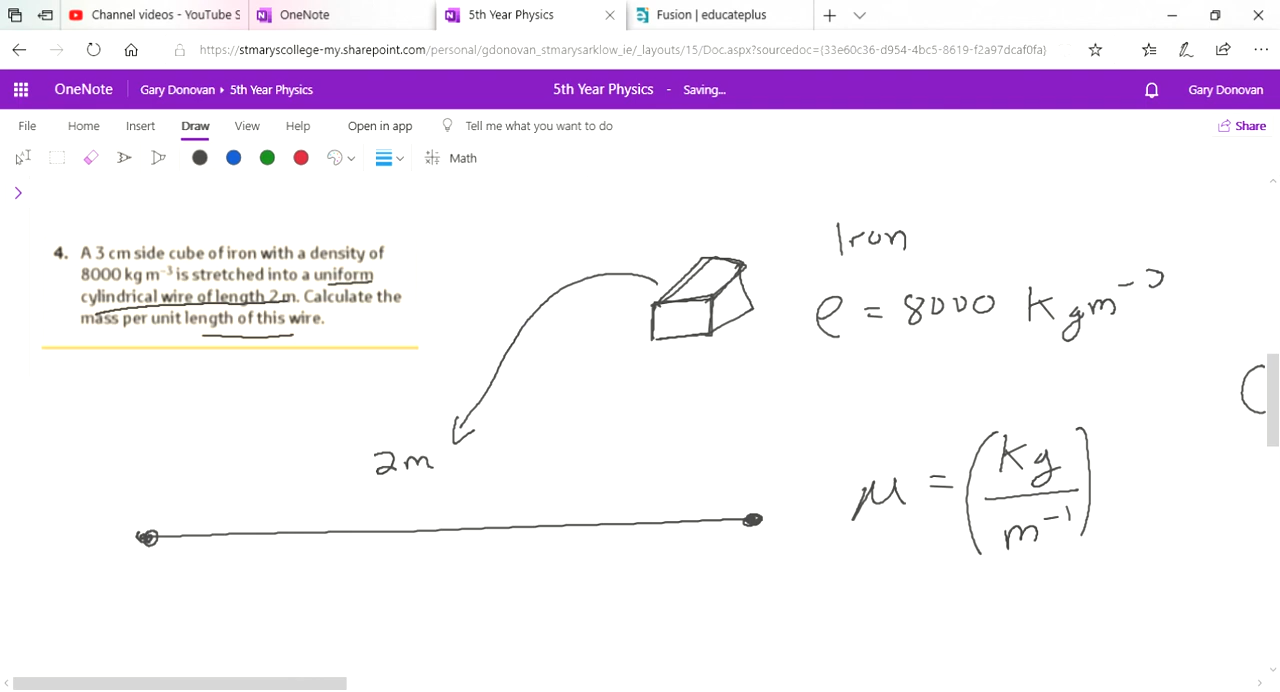 Channel videos - YouTube S
OneNote
5th Year Physics
Fusion | educateplus
https://stmaryscollege-my.sharepoint.com/personal/gdonovan_stmarysarklow_ie/_layouts/15/Doc.aspx?sourcedoc={33e60c36-d954-4bc5-8619-f2a97dcaf0fa}
OneNote Gary Donovan ▸ 5th Year Physics 5th Year Physics - Saving... Gary Donovan
File Home Insert Draw View Help Open in app Tell me what you want to do Share
Math
4. A 3 cm side cube of iron with a density of
8000 kg m⁻³ is stretched into a uniform
cylindrical wire of length 2 m. Calculate the
mass per unit length of this wire.
Iron
ρ = 8000 Kgm⁻³
2m
μ = (Kg
m⁻¹)